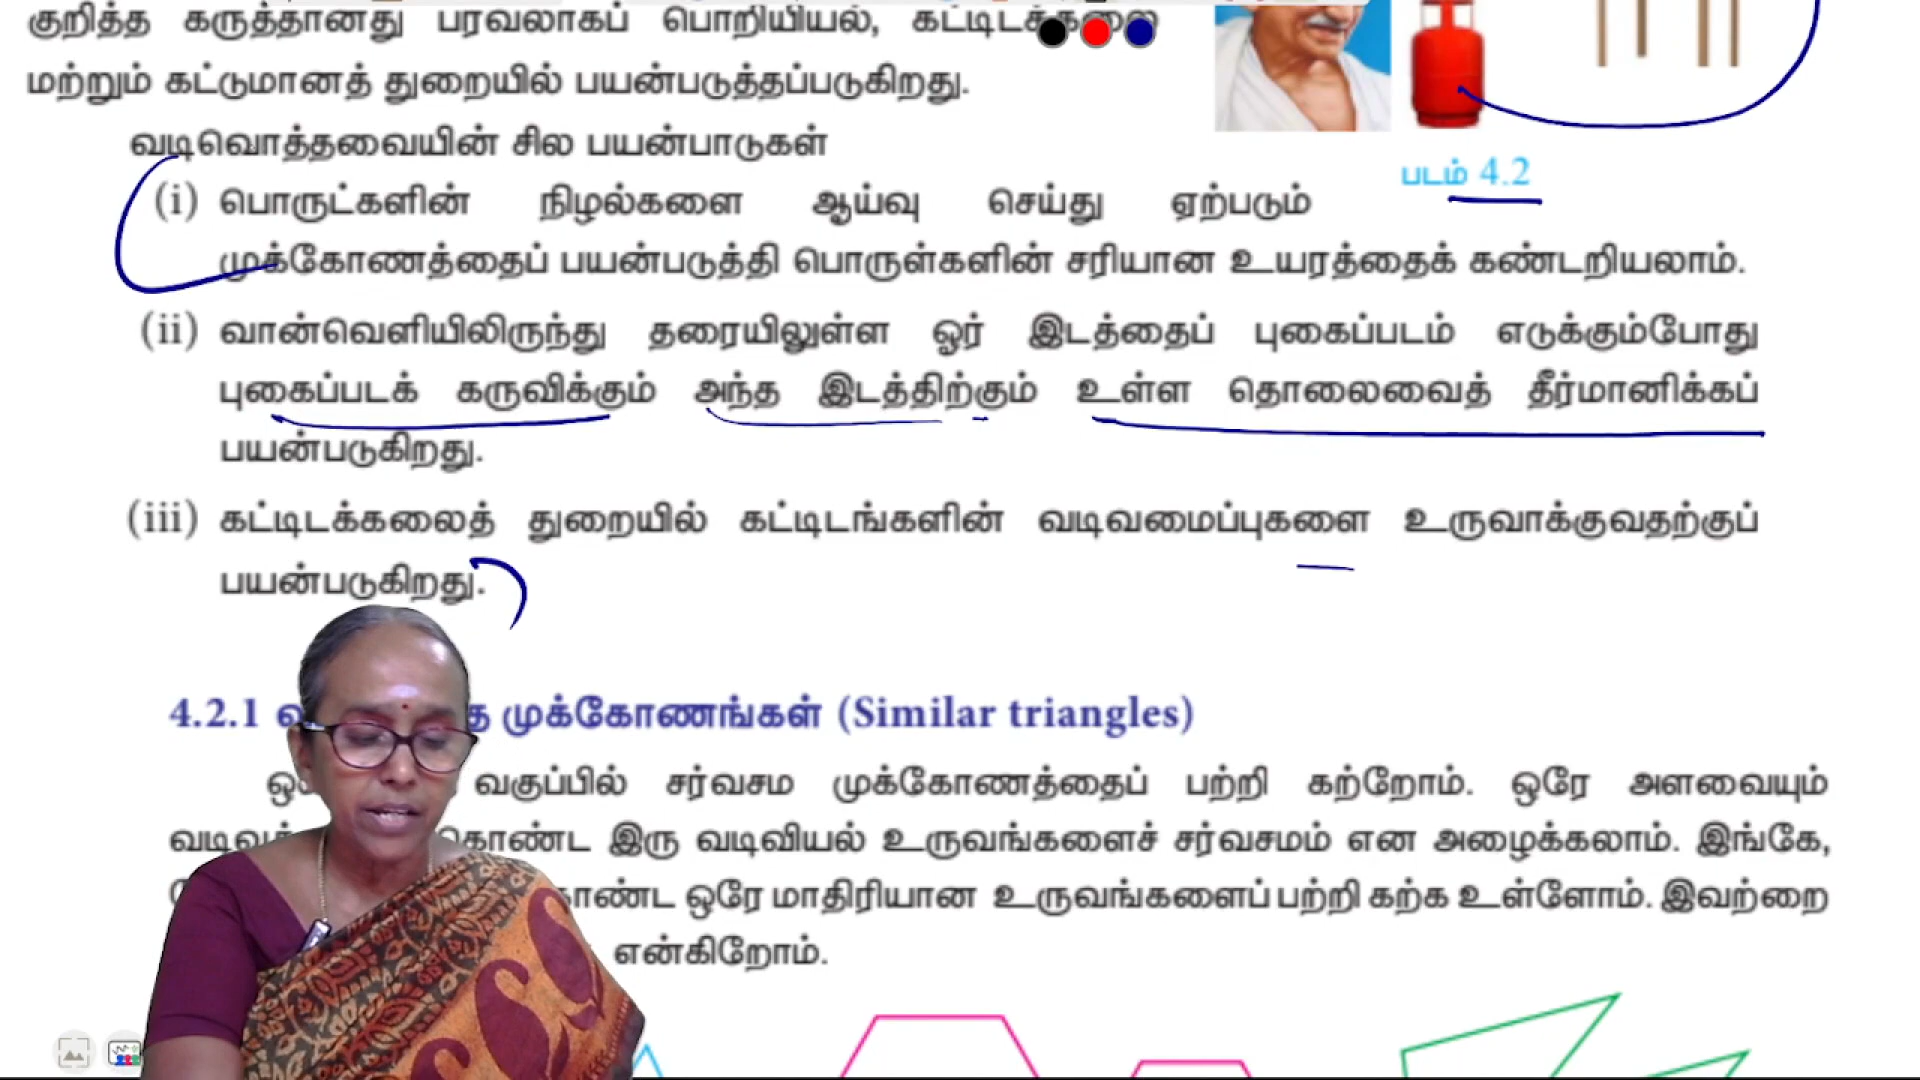 குறித்த கருத்தானது பரவலாகப் பொறியியல், கட்டிடக்கலை
மற்றும் கட்டுமானத் துறையில் பயன்படுத்தப்படுகிறது.
வடிவொத்தவையின் சில பயன்பாடுகள்
படம் 4.2
(i) பொருட்களின் நிழல்களை ஆய்வு செய்து ஏற்படும்
முக்கோணத்தைப் பயன்படுத்தி பொருள்களின் சரியான உயரத்தைக் கண்டறியலாம்.
(ii) வான்வெளியிலிருந்து தரையிலுள்ள ஓர் இடத்தைப் புகைப்படம் எடுக்கும்போது
புகைப்படக் கருவிக்கும் அந்த இடத்திற்கும் உள்ள தொலைவைத் தீர்மானிக்கப்
பயன்படுகிறது.
(iii) கட்டிடக்கலைத் துறையில் கட்டிடங்களின் வடிவமைப்புகளை உருவாக்குவதற்குப்
பயன்படுகிறது.
4.2.1 முக்கோணங்கள் (Similar triangles)
வகுப்பில் சர்வசம முக்கோணத்தைப் பற்றி கற்றோம். ஒரே அளவையும்
இரு வடிவியல் உருவங்களைச் சர்வசமம் என அழைக்கலாம். இங்கே,
ஒரே மாதிரியான உருவங்களைப் பற்றி கற்க உள்ளோம். இவற்றை
என்கிறோம்.